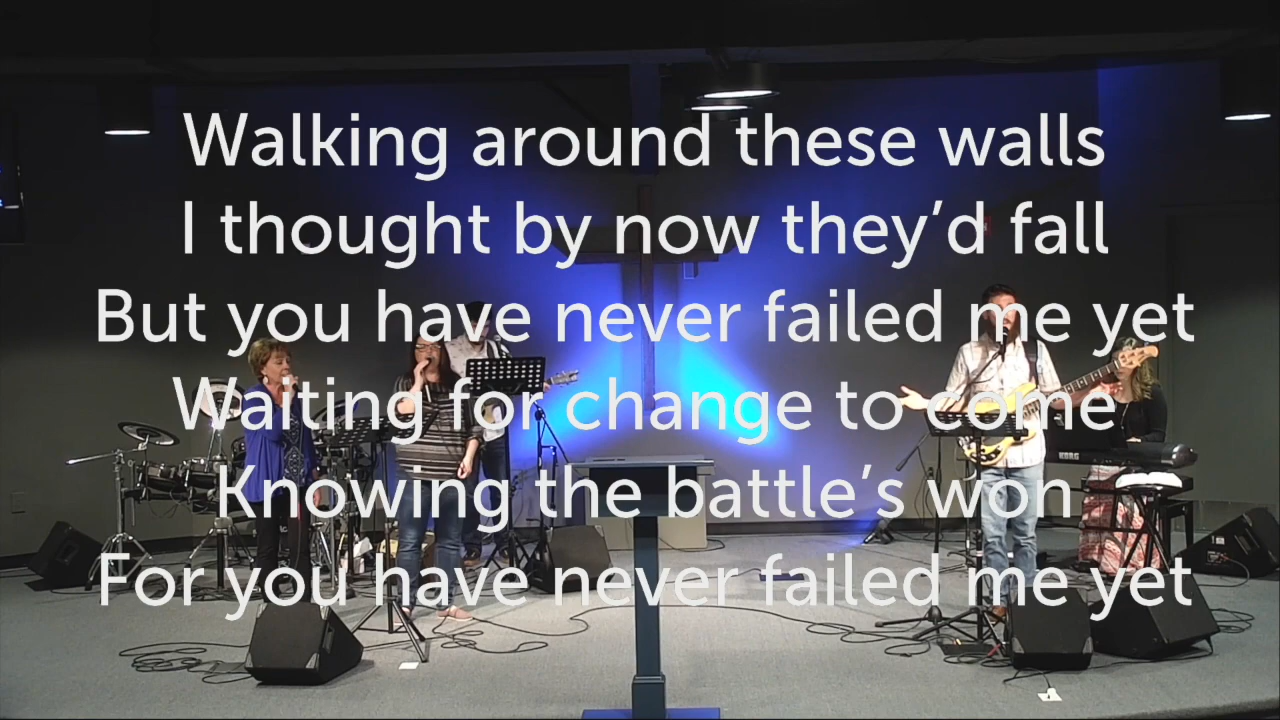 Walking around these walls
I thought by now they’d fall
But you have never failed me yet
Waiting for change to come
Knowing the battle’s won
For you have never failed me yet
KORG